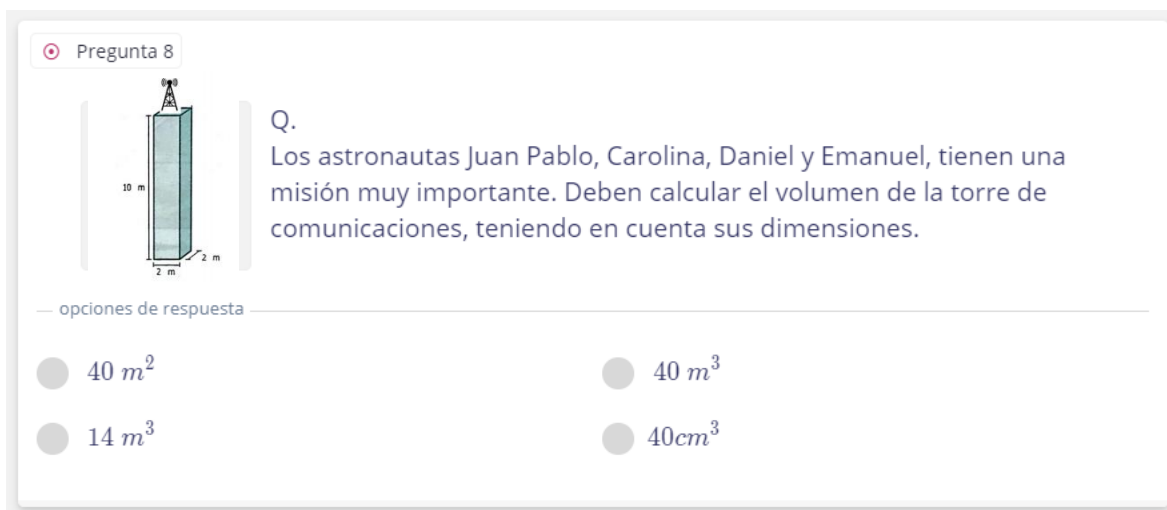 Pregunta 8
10 m
2 m
2 m
Q.
Los astronautas Juan Pablo, Carolina, Daniel y Emanuel, tienen una
misión muy importante. Deben calcular el volumen de la torre de
comunicaciones, teniendo en cuenta sus dimensiones.
opciones de respuesta
40 m²
40 m³
14 m³
40cm³